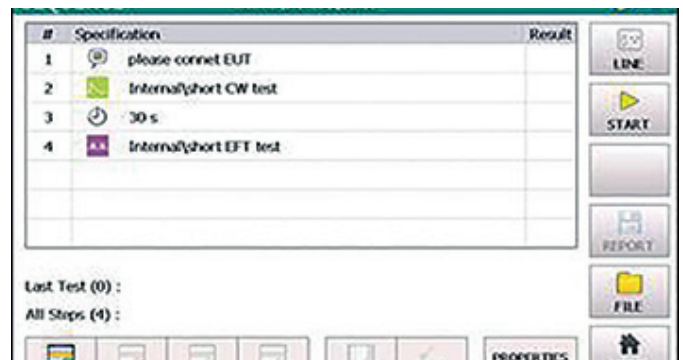 # Specification Result
1 please connet EUT
2 Internal\short CW test
3 30 s
4 Internal\short EFT test
Last Test (0) :
All Steps (4) :
LINE
START
REPORT
FILE
PROPERTIES